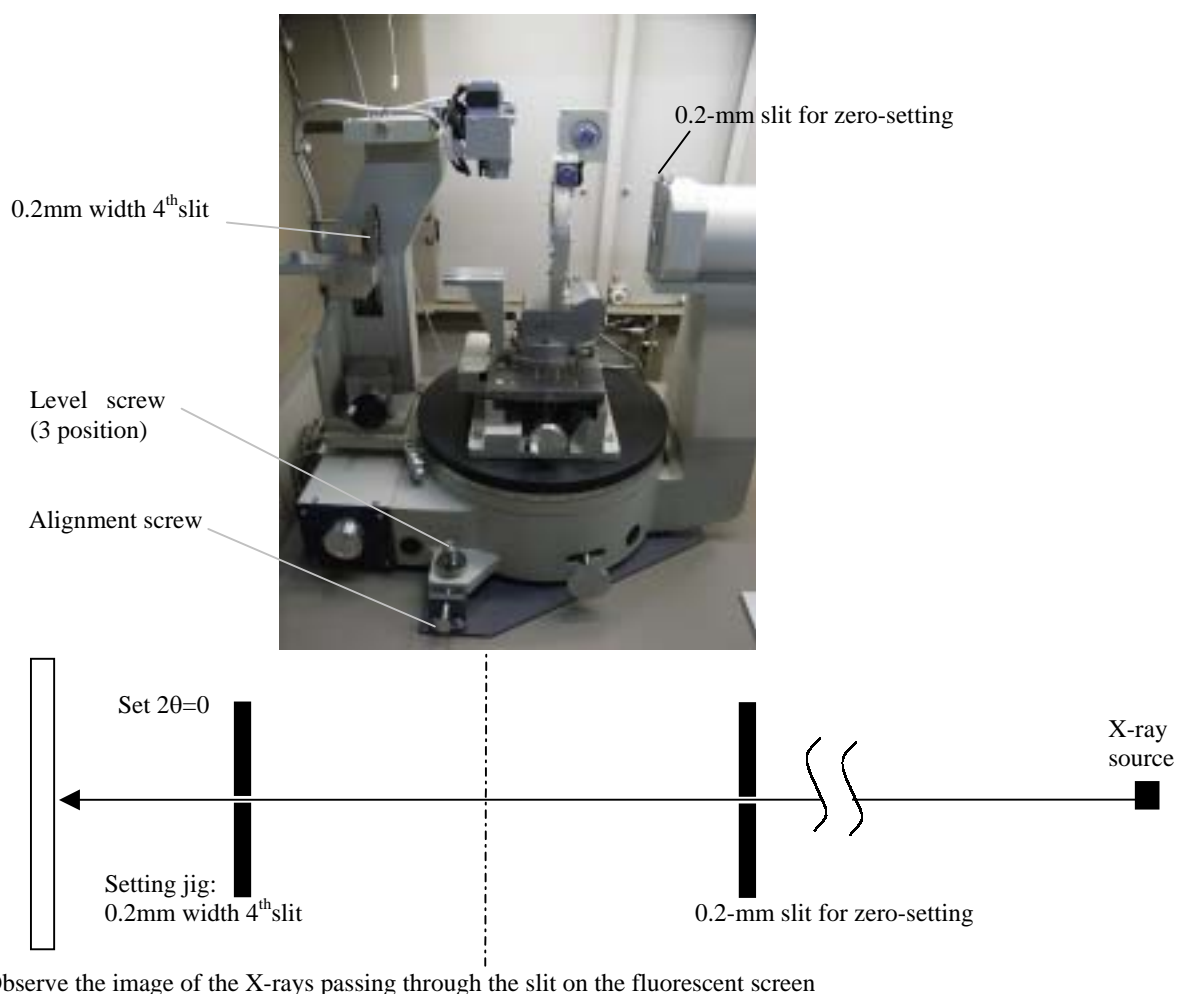 0.2-mm slit for zero-setting
0.2mm width 4thslit
Level screw
(3 position)
Alignment screw
Set 2θ=0
X-ray
source
Setting jig:
0.2mm width 4thslit
0.2-mm slit for zero-setting
bserve the image of the X-rays passing through the slit on the fluorescent screen